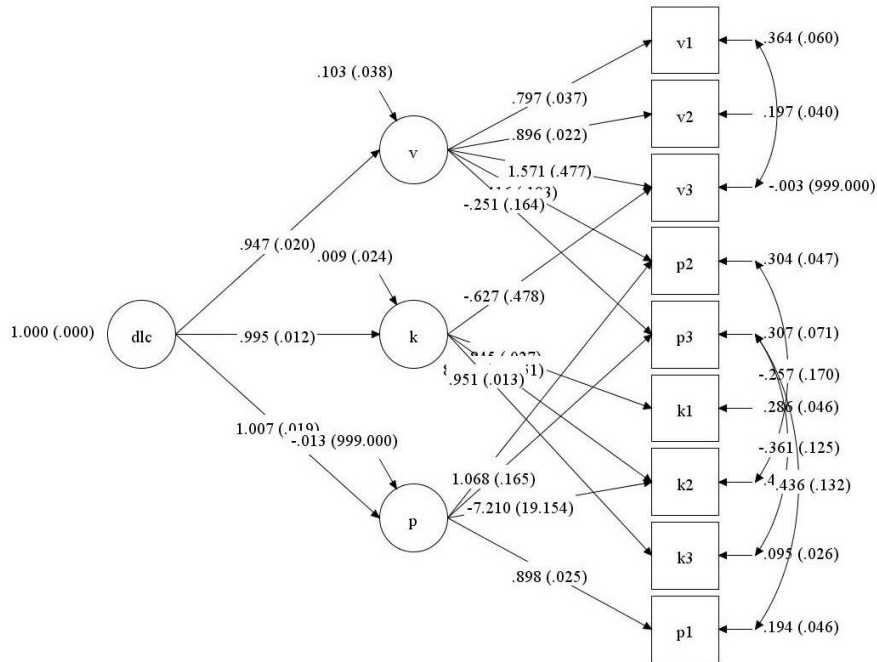 v1
.364 (.060)
.103 (.038)
.797 (.037)
v2
.197 (.040)
.896 (.022)
v
1.571 (.477)
v3
-.003 (999.000)
-.251 (.164)
.947 (.020)
.009 (.024)
p2
.304 (.047)
-.627 (.478)
1.000 (.000)
dlc
.995 (.012)
k
p3
.307 (.071)
.951 (.013)
-.257 (.170)
k1
.286 (.046)
1.007 (.019)
-.013 (999.000)
-.361 (.125)
1.068 (.165)
k2
.436 (.132)
-7.210 (19.154)
p
k3
.095 (.026)
.898 (.025)
p1
.194 (.046)